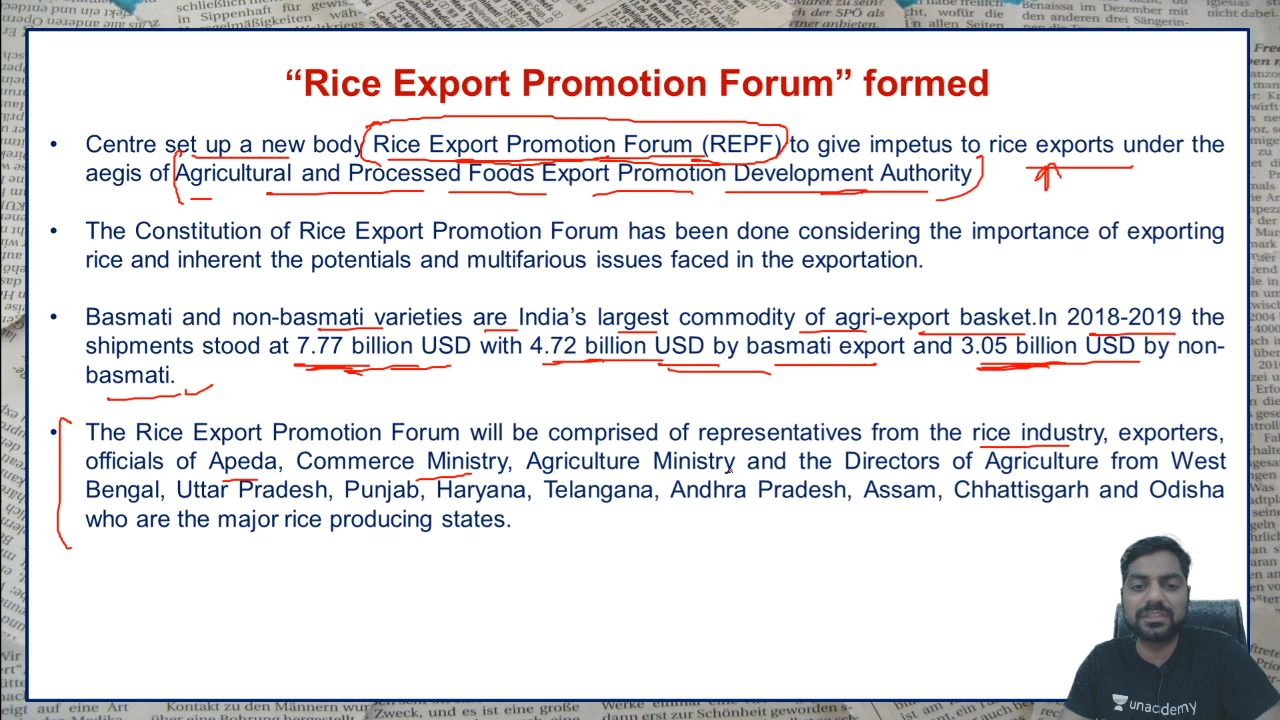 “Rice Export Promotion Forum” formed
• Centre set up a new body Rice Export Promotion Forum (REPF) to give impetus to rice exports under the
aegis of Agricultural and Processed Foods Export Promotion Development Authority
• The Constitution of Rice Export Promotion Forum has been done considering the importance of exporting
rice and inherent the potentials and multifarious issues faced in the exportation.
• Basmati and non-basmati varieties are India’s largest commodity of agri-export basket.In 2018-2019 the
shipments stood at 7.77 billion USD with 4.72 billion USD by basmati export and 3.05 billion USD by non-
basmati.
• The Rice Export Promotion Forum will be comprised of representatives from the rice industry, exporters,
officials of Apeda, Commerce Ministry, Agriculture Ministry and the Directors of Agriculture from West
Bengal, Uttar Pradesh, Punjab, Haryana, Telangana, Andhra Pradesh, Assam, Chhattisgarh and Odisha
who are the major rice producing states.
unacademy